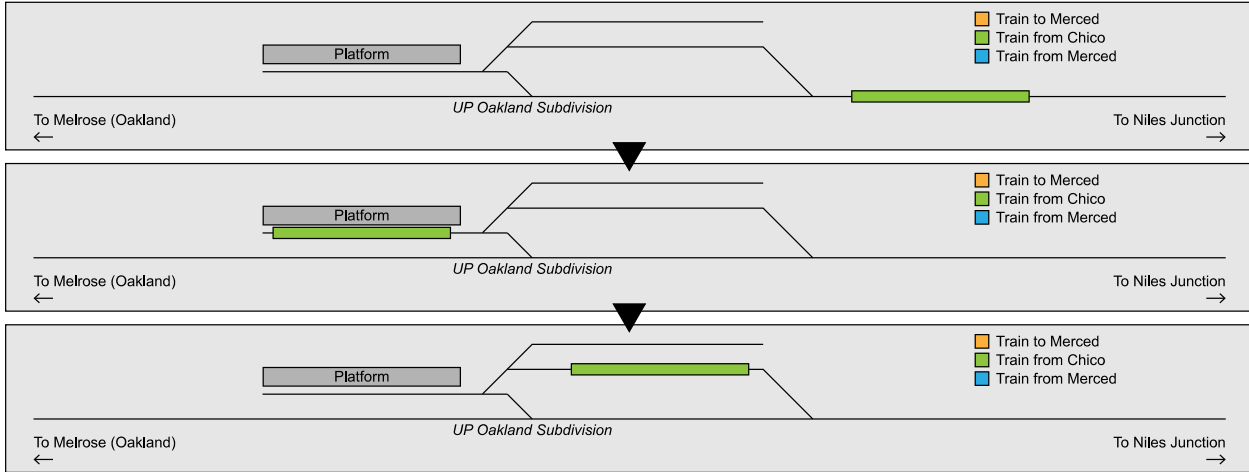 Train to Merced
Train from Chico
Platform
Train from Merced
UP Oakland Subdivision
To Melrose (Oakland)
To Niles Junction
←
→
Train to Merced
Train from Chico
Platform
Train from Merced
UP Oakland Subdivision
To Melrose (Oakland)
To Niles Junction
←
→
Train to Merced
Train from Chico
Platform
Train from Merced
UP Oakland Subdivision
To Melrose (Oakland)
To Niles Junction
←
→